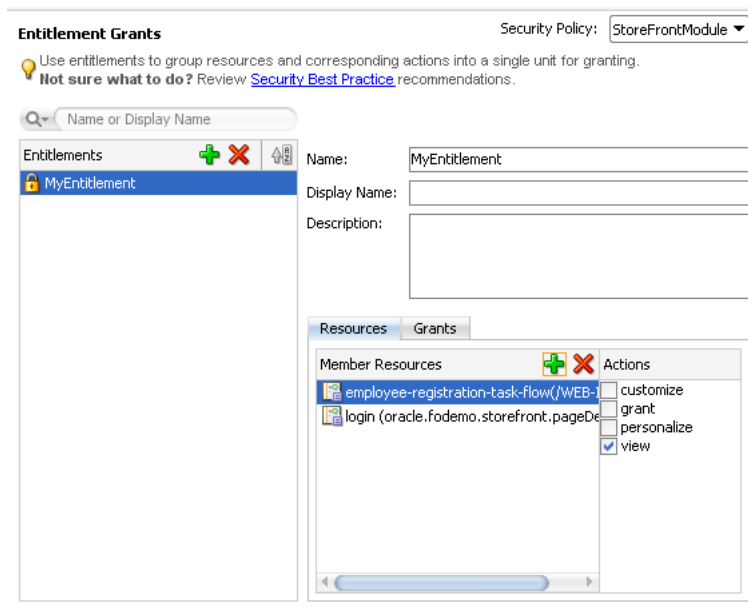 Entitlement Grants
Security Policy: StoreFrontModule
Use entitlements to group resources and corresponding actions into a single unit for granting.
Not sure what to do? Review Security Best Practice recommendations.
Name or Display Name
Entitlements
MyEntitlement
Name: MyEntitlement
Display Name:
Description:
Resources Grants
Member Resources
employee-registration-task-flow(/WEB-I
login (oracle.fodemo.storefront.pageDe
Actions
customize
grant
personalize
view